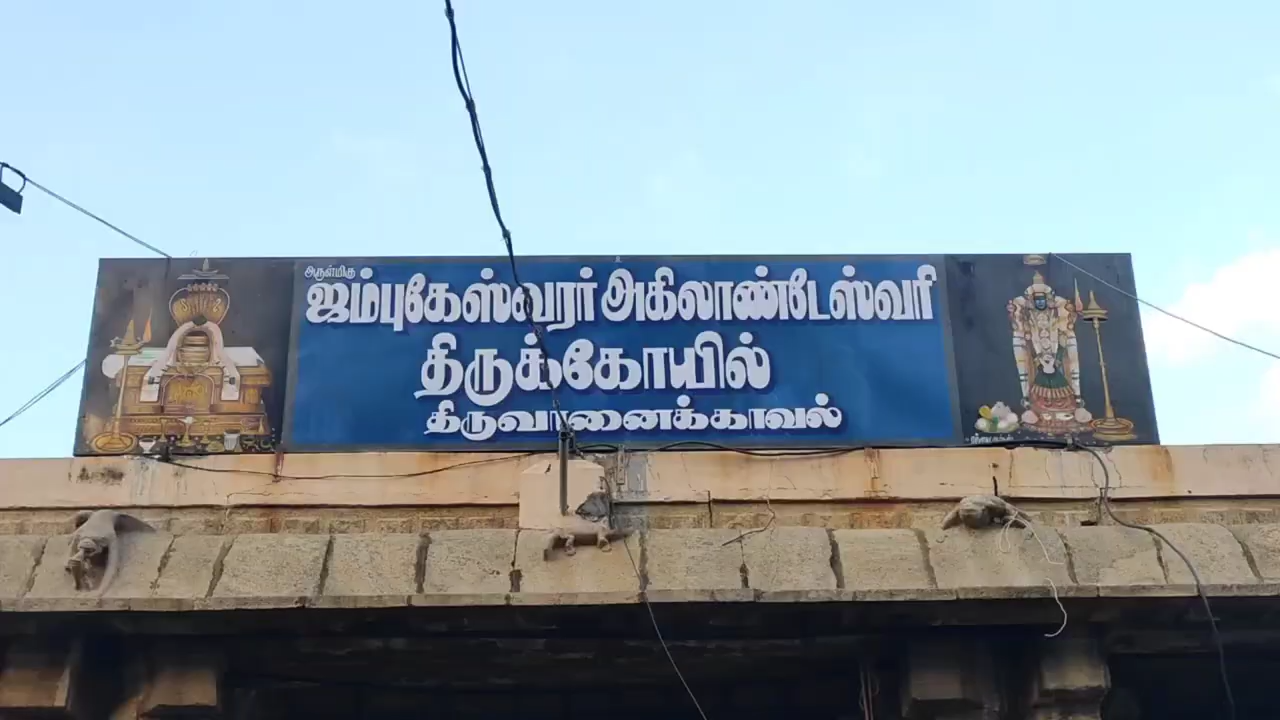 அருள்மிகு
ஜம்புகேஸ்வரர் அகிலாண்டேஸ்வரி
திருக்கோயில்
திருவானைக்காவல்